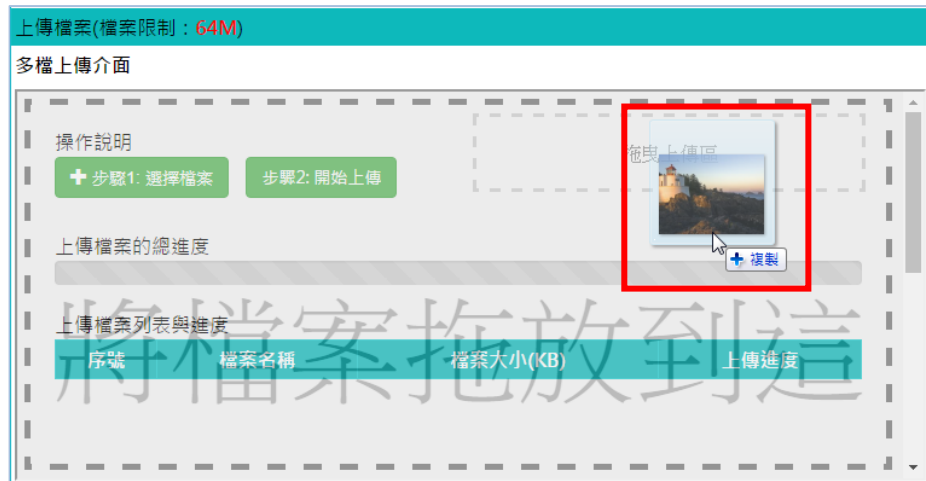 上傳檔案(檔案限制：64M)
多檔上傳介面
操作說明
拖曳上傳區
步驟1: 選擇檔案
步驟2: 開始上傳
複製
上傳檔案的總進度
將檔案拖放到這
上傳檔案列表與進度
序號 檔案名稱 檔案大小(KB) 上傳進度